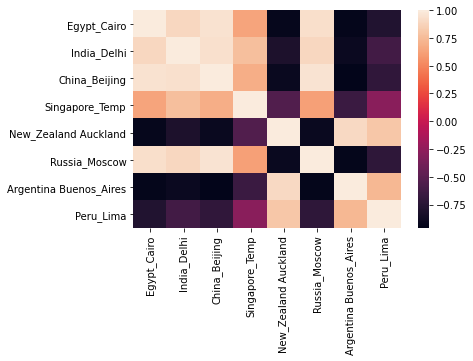 Egypt_Cairo
India_Delhi
China_Beijing
Singapore_Temp
New_Zealand Auckland
Russia_Moscow
Argentina Buenos_Aires
Peru_Lima
Egypt_Cairo
India_Delhi
China_Beijing
Singapore_Temp
New_Zealand Auckland
Russia_Moscow
Argentina Buenos_Aires
Peru_Lima
1.00
0.75
0.50
0.25
0.00
−0.25
−0.50
−0.75